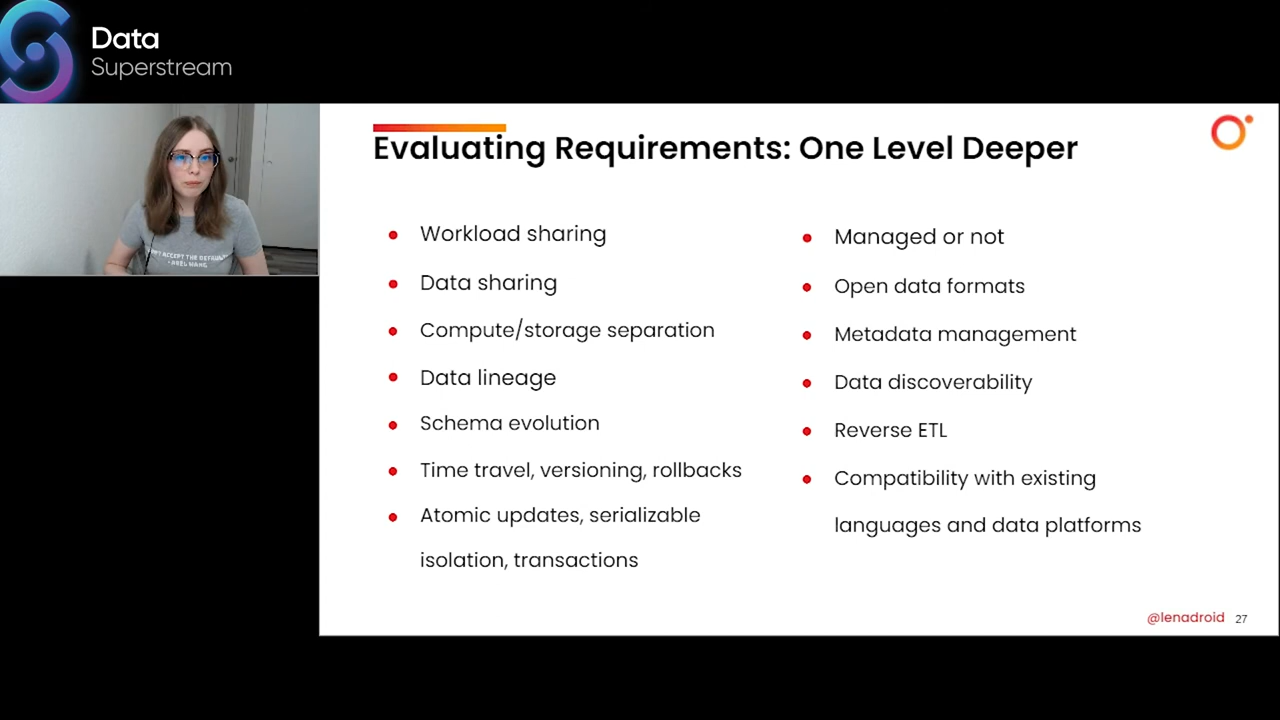 Data
Superstream
Evaluating Requirements: One Level Deeper
Workload sharing
Data sharing
Compute/storage separation
Data lineage
Schema evolution
Time travel, versioning, rollbacks
Atomic updates, serializable
isolation, transactions
Managed or not
Open data formats
Metadata management
Data discoverability
Reverse ETL
Compatibility with existing
languages and data platforms
ACCEPT THE
@lenadroid 27